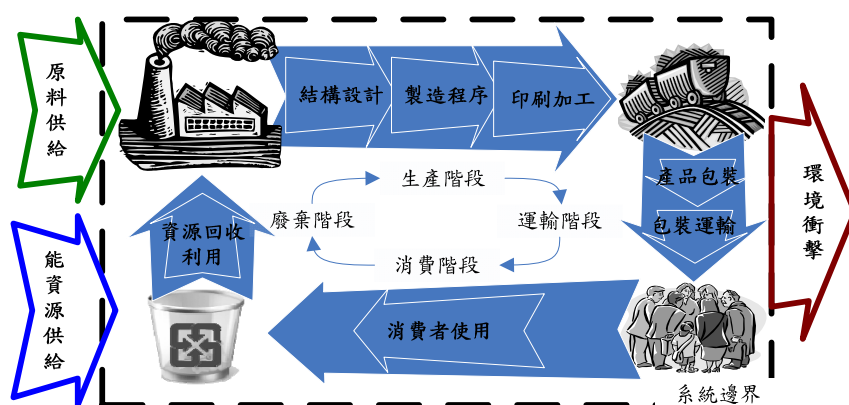 原料供給
結構設計
製造程序
印刷加工
產品包裝
包裝運輸
環境衝擊
生產階段
廢棄階段
運輸階段
消費階段
資源回收
利用
能資源供給
消費者使用
系統邊界